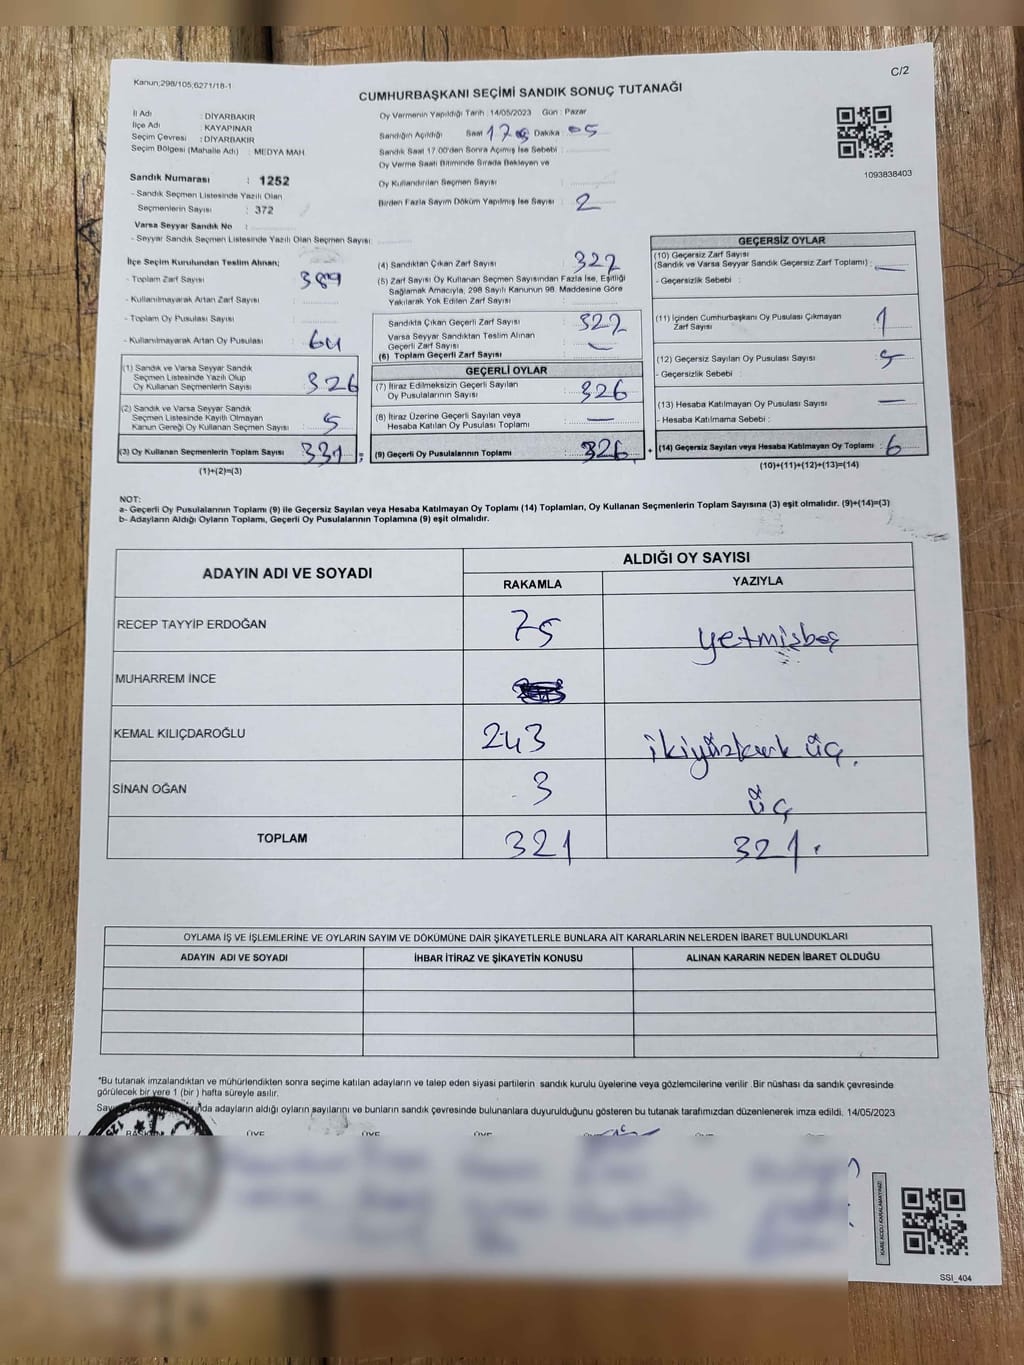 Kanun;298/105;6271/18-1
C/2
CUMHURBAŞKANI SEÇİMİ SANDIK SONUÇ TUTANAĞI
İl Adı : DİYARBAKIR
İlçe Adı : KAYAPINAR
Seçim Çevresi : DİYARBAKIR
Seçim Bölgesi (Mahalle Adı) : MEDYA MAH.
Sandık Numarası : 1252
- Sandık Seçmen Listesinde Yazılı Olan
Seçmenlerin Sayısı : 372
Varsa Seyyar Sandık No :
- Seyyar Sandık Seçmen Listesinde Yazılı Olan Seçmen Sayısı:
Oy Vermenin Yapıldığı Tarih :14/05/2023 Gün : Pazar
Sandığın Açıldığı Saat 17 Dakika 05
Sandık Saat 17.00'den Sonra Açımış İse Sebebi :
Oy Verme Saati Bitiminde Sırada Bekleyen ve
Oy Kullandırılan Seçmen Sayısı :
Birden Fazla Sayım Döküm Yapılmış İse Sayısı : 2
1093838403
İlçe Seçim Kurulundan Teslim Alınan;
- Toplam Zarf Sayısı : 389
- Kullanılmayarak Artan Zarf Sayısı :
- Toplam Oy Pusulası Sayısı :
- Kullanılmayarak Artan Oy Pusulası : 64
(1) Sandık ve Varsa Seyyar Sandık
Seçmen Listesinde Yazılı Olup
Oy Kullanan Seçmenlerin Sayısı : 326
(2) Sandık ve Varsa Seyyar Sandık
Seçmen Listesinde Kayıtlı Olmayan
Kanun Gereği Oy Kullanan Seçmen Sayısı : 5
(3) Oy Kullanan Seçmenlerin Toplam Sayısı : 331 =
(1)+(2)=(3)
(4) Sandıktan Çıkan Zarf Sayısı : 322
(5) Zarf Sayısı Oy Kullanan Seçmen Sayısından Fazla İse, Eşitliği
Sağlamak Amacıyla, 298 Sayılı Kanunun 98. Maddesine Göre
Yakılarak Yok Edilen Zarf Sayısı :
Sandıkta Çıkan Geçerli Zarf Sayısı : 322
Varsa Seyyar Sandıktan Teslim Alınan
Geçerli Zarf Sayısı : —
(6) Toplam Geçerli Zarf Sayısı
GEÇERLİ OYLAR
(7) İtiraz Edilmeksizin Geçerli Sayılan
Oy Pusulalarının Sayısı : 326
(8) İtiraz Üzerine Geçerli Sayılan veya
Hesaba Katılan Oy Pusulası Toplamı : —
(9) Geçerli Oy Pusulalarının Toplamı : 326 +
GEÇERSİZ OYLAR
(10) Geçersiz Zarf Sayısı
(Sandık ve Varsa Seyyar Sandık Geçersiz Zarf Toplamı) : —
- Geçersizlik Sebebi :
(11) İçinden Cumhurbaşkanı Oy Pusulası Çıkmayan
Zarf Sayısı : 1
(12) Geçersiz Sayılan Oy Pusulası Sayısı : 5
- Geçersizlik Sebebi :
(13) Hesaba Katılmayan Oy Pusulası Sayısı : —
- Hesaba Katılmama Sebebi :
(14) Geçersiz Sayılan veya Hesaba Katılmayan Oy Toplamı : 6
(10)+(11)+(12)+(13)=(14)
NOT:
a- Geçerli Oy Pusulalarının Toplamı (9) ile Geçersiz Sayılan veya Hesaba Katılmayan Oy Toplamı (14) Toplamları, Oy Kullanan Seçmenlerin Toplam Sayısına (3) eşit olmalıdır. (9)+(14)=(3)
b- Adayların Aldığı Oyların Toplamı, Geçerli Oy Pusulalarının Toplamına (9) eşit olmalıdır.
ADAYIN ADI VE SOYADI
ALDIĞI OY SAYISI
RAKAMLA YAZIYLA
RECEP TAYYİP ERDOĞAN 75 yetmişbeş
MUHARREM İNCE
KEMAL KILIÇDAROĞLU 243 ikiyüzkırk üç.
SİNAN OĞAN 3 üç
TOPLAM 321 321.
OYLAMA İŞ VE İŞLEMLERİNE VE OYLARIN SAYIM VE DÖKÜMÜNE DAİR ŞİKAYETLERLE BUNLARA AİT KARARLARIN NELERDEN İBARET BULUNDUKLARI
ADAYIN ADI VE SOYADI İHBAR İTİRAZ VE ŞİKAYETİN KONUSU ALINAN KARARIN NEDEN İBARET OLDUĞU
*Bu tutanak imzalandıktan ve mühürlendikten sonra seçime katılan adayların ve talep eden siyasi partilerin sandık kurulu üyelerine veya gözlemcilerine verilir .Bir nüshası da sandık çevresinde
görülecek bir yere 1 (bir ) hafta süreyle asılır.
adayların aldığı oyların sayılarını ve bunların sandık çevresinde bulunanlara duyurulduğunu gösteren bu tutanak tarafımızdan düzenlenerek imza edildi. 14/05/2023
BAŞKAN ÜYE ÜYE ÜYE
KARE KODU KARALAMAYINIZ!
SSI_404